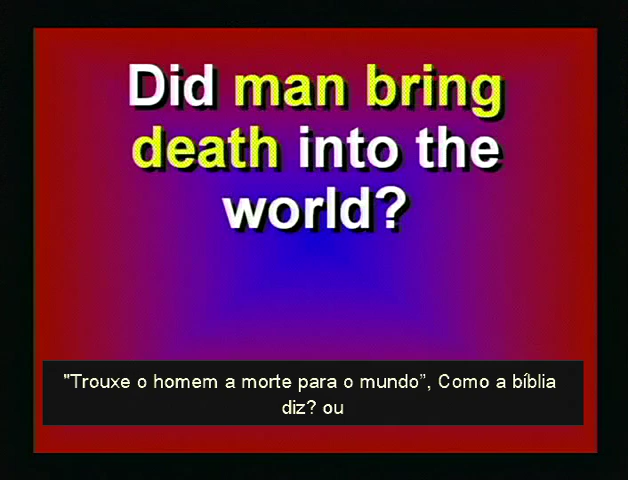 Did man bring
death into the
world?
"Trouxe o homem a morte para o mundo”, Como a bíblia
diz? ou